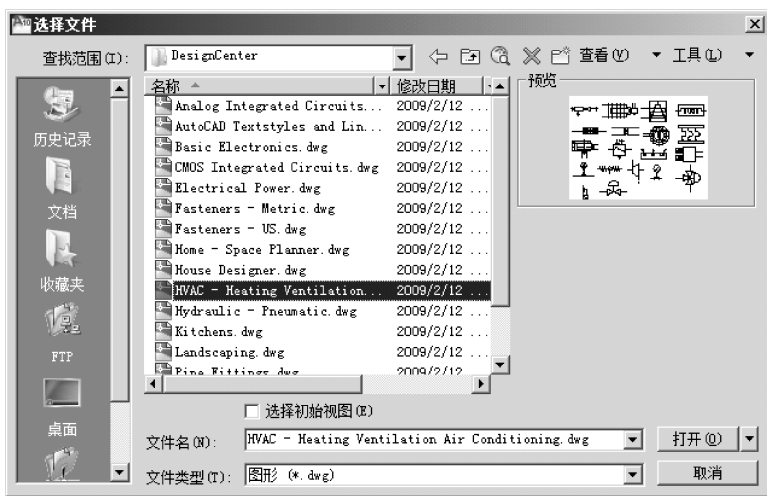 选择文件
查找范围(I):
DesignCenter
查看(V)
工具(L)
历史记录
文档
收藏夹
FTP
桌面
名称
修改日期
Analog Integrated Circuits... 2009/2/12 ...
AutoCAD Textstyles and Lin... 2009/2/12 ...
Basic Electronics.dwg 2009/2/12 ...
CMOS Integrated Circuits.dwg 2009/2/12 ...
Electrical Power.dwg 2009/2/12 ...
Fasteners - Metric.dwg 2009/2/12 ...
Fasteners - US.dwg 2009/2/12 ...
Home - Space Planner.dwg 2009/2/12 ...
House Designer.dwg 2009/2/12 ...
HVAC - Heating Ventilation... 2009/2/12 ...
Hydraulic - Pneumatic.dwg 2009/2/12 ...
Kitchens.dwg 2009/2/12 ...
Landscaping.dwg 2009/2/12 ...
Pipe Fittings.dwg 2009/2/12
预览
选择初始视图(E)
文件名(N):
HVAC - Heating Ventilation Air Conditioning.dwg
打开(O)
文件类型(T):
图形 (*.dwg)
取消